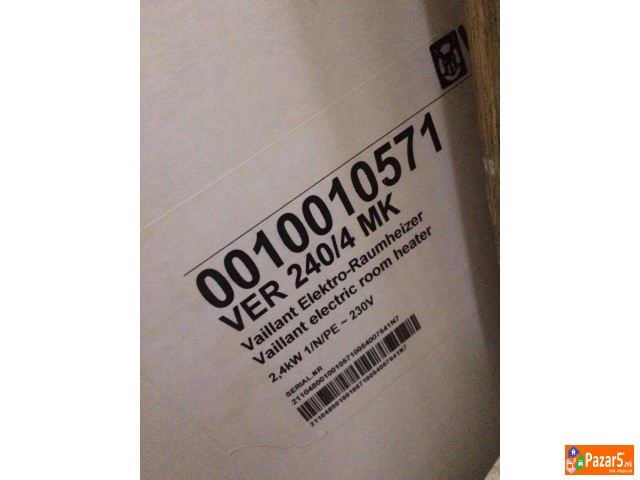 0010010571
VER 240/4 MK
Vaillant Elektro-Raumheizer
Vaillant electric room heater
2,4kW 1/N/PE ~ 230V
SERIAL.NR
Pazar5.mk